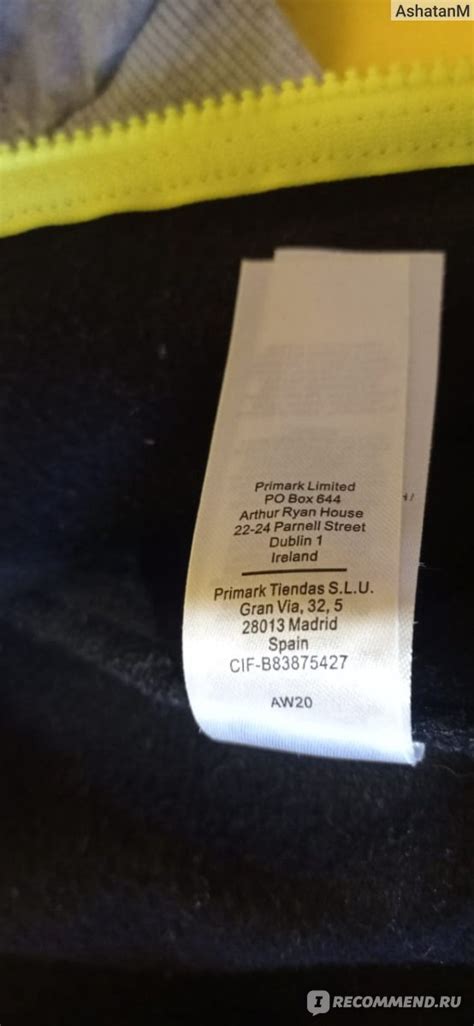 AshatanM
Primark Limited
PO Box 644
Arthur Ryan House
22-24 Parnell Street
Dublin 1
Ireland
Primark Tiendas S.L.U.
Gran Via, 32, 5
28013 Madrid
Spain
CIF-B83875427
AW20
I RECOMMEND.RU